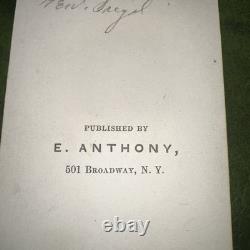 PUBLISHED BY
E. ANTHONY,
501 BROADWAY, N. Y.
ebay